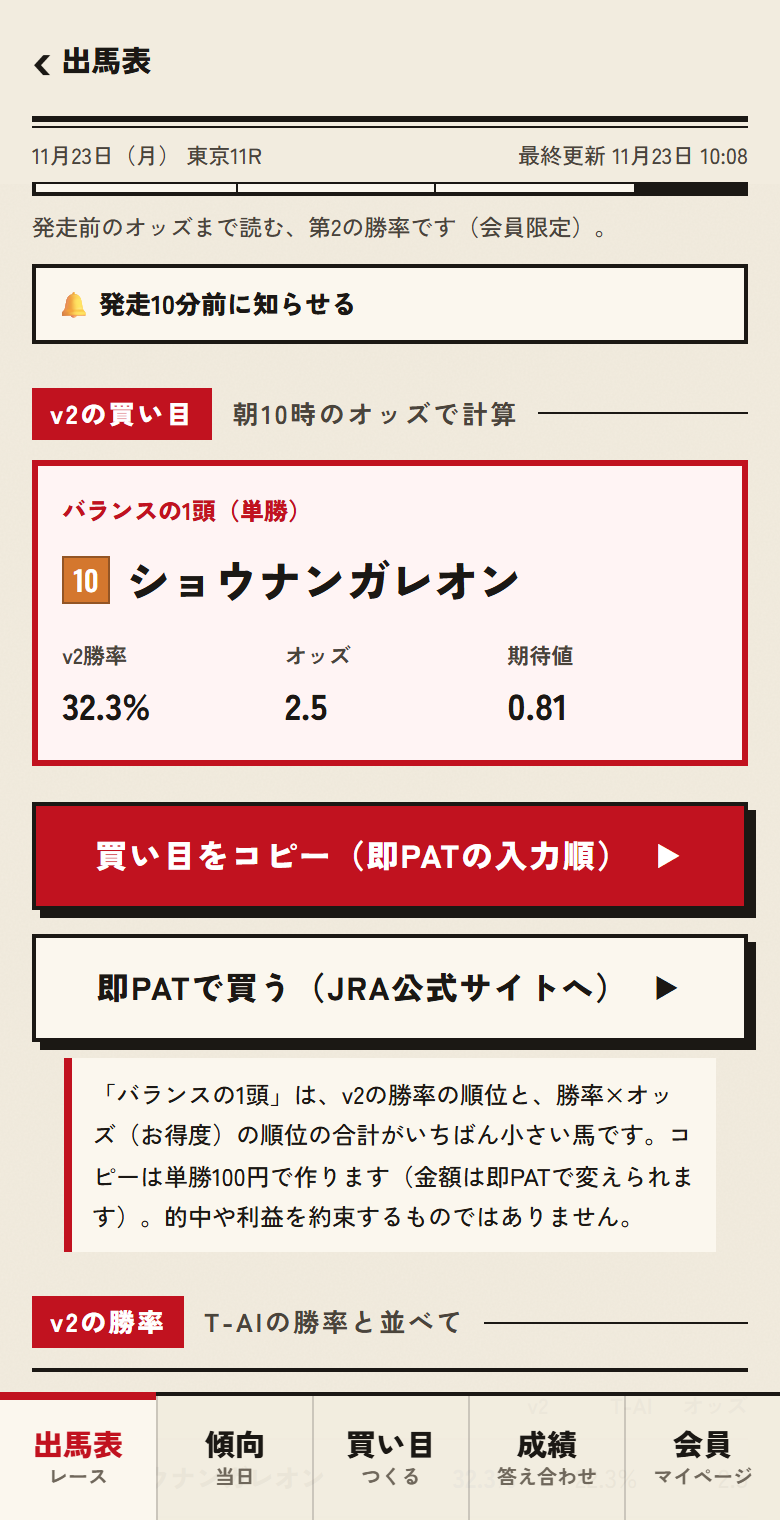 出馬表
11月23日（月） 東京11R
最終更新 11月23日 10:08
発走前のオッズまで読む、第2の勝率です（会員限定）。
🔔 発走10分前に知らせる
v2の買い目 朝10時のオッズで計算
バランスの1頭（単勝）
10 ショウナンガレオン
v2勝率 オッズ 期待値
32.3% 2.5 0.81
買い目をコピー（即PATの入力順） ▶
即PATで買う（JRA公式サイトへ） ▶
「バランスの1頭」は、v2の勝率の順位と、勝率×オッ
ズ（お得度）の順位の合計がいちばん小さい馬です。コ
ピーは単勝100円で作ります（金額は即PATで変えられま
す）。的中や利益を約束するものではありません。
v2の勝率 T-AIの勝率と並べて
v2 T-AI オッズ
出馬表 傾向 買い目 成績 会員
レース 当日 つくる 答え合わせ マイページ